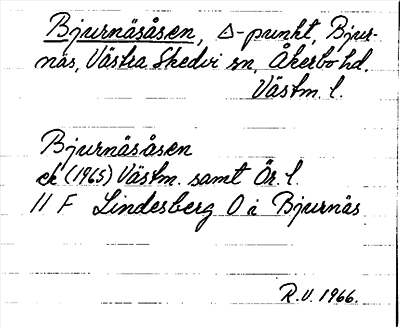 Bjurnäsåsen, △-punkt, Bjur-
näs, Västra Skedvi sn, Åkerbo hd.
Västm. l.
Bjurnäsåsen
ek (1965) Västm. samt Ör. l.
11 F Lindesberg O i Bjurnäs
R.U. 1966.